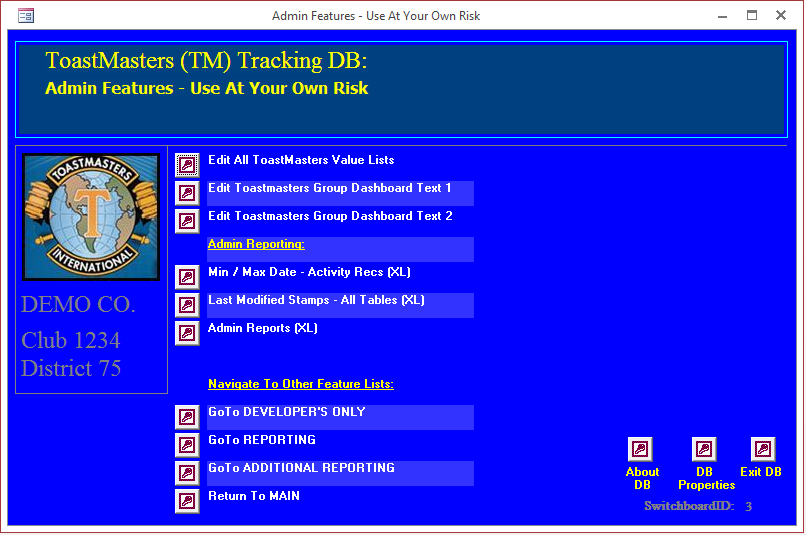 Admin Features - Use At Your Own Risk
ToastMasters (TM) Tracking DB:
Admin Features - Use At Your Own Risk
TOASTMASTERS
T
INTERNATIONAL
DEMO CO.
Club 1234
District 75
Edit All ToastMasters Value Lists
Edit Toastmasters Group Dashboard Text 1
Edit Toastmasters Group Dashboard Text 2
Admin Reporting:
Min / Max Date - Activity Recs (XL)
Last Modified Stamps - All Tables (XL)
Admin Reports (XL)
Navigate To Other Feature Lists:
GoTo DEVELOPER'S ONLY
GoTo REPORTING
GoTo ADDITIONAL REPORTING
Return To MAIN
About
DB
DB
Properties
Exit DB
SwitchboardID: 3